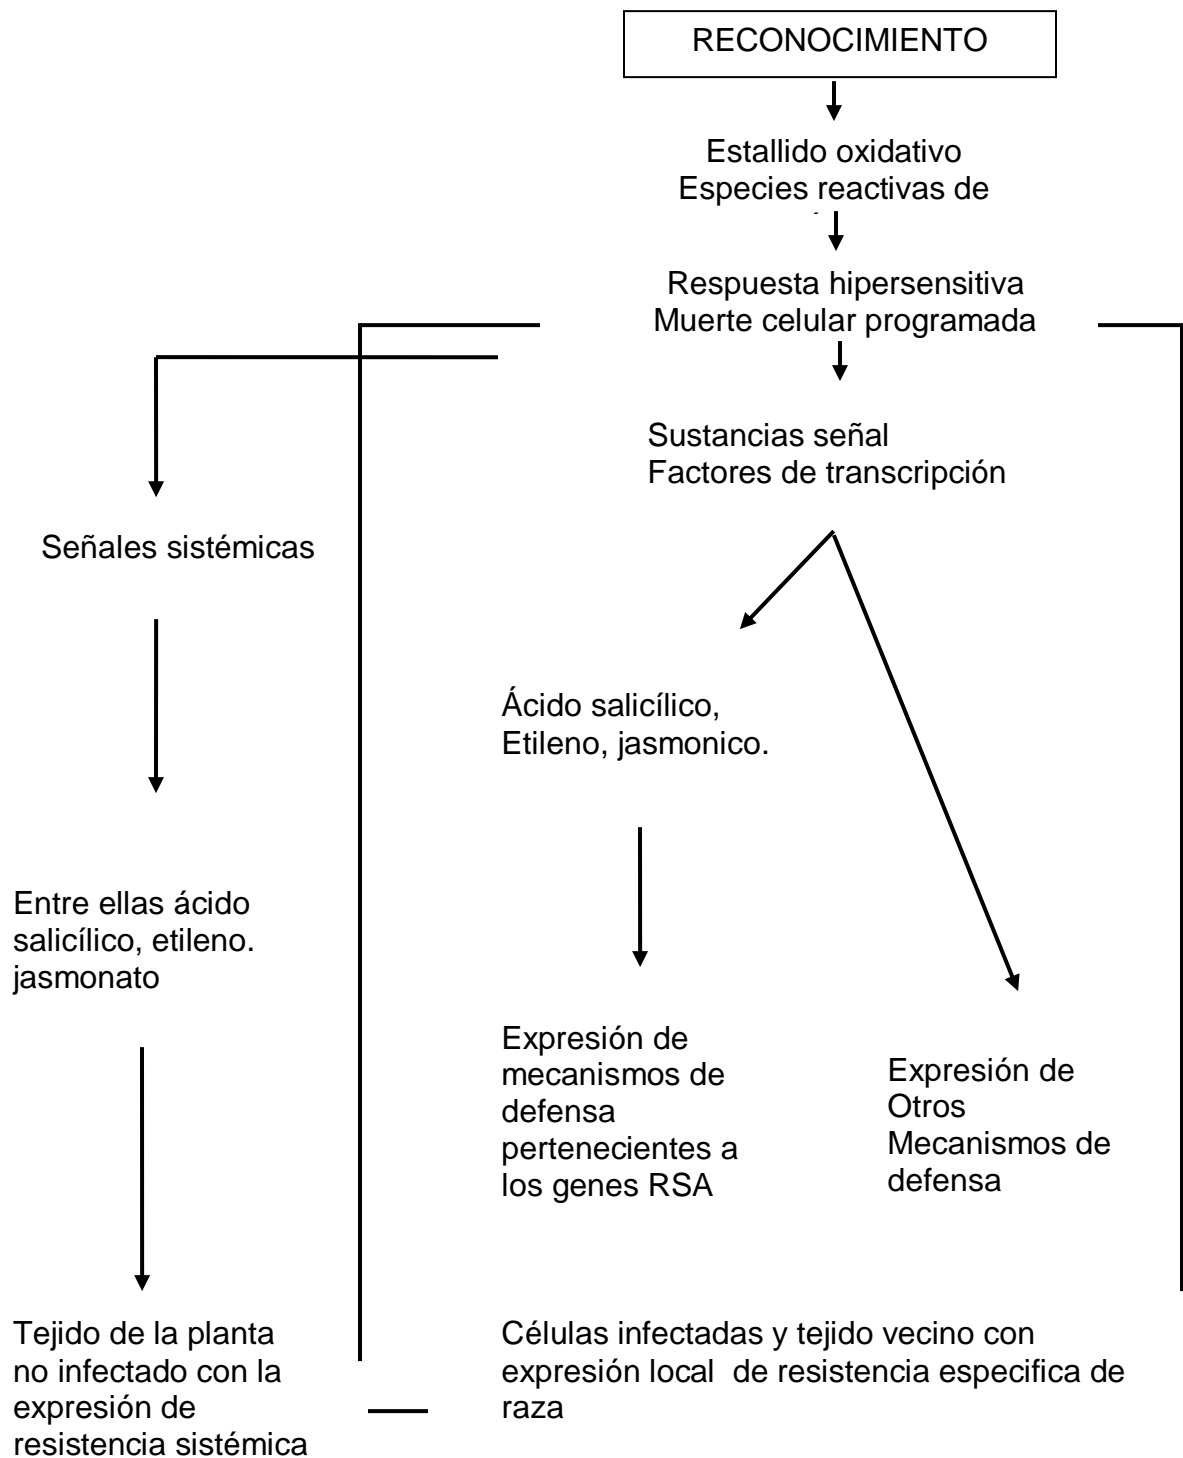 RECONOCIMIENTO
Estallido oxidativo
Especies reactivas de
Respuesta hipersensitiva
Muerte celular programada
Sustancias señal
Factores de transcripción
Señales sistémicas
Ácido salicílico,
Etileno, jasmonico.
Entre ellas ácido
salicílico, etileno.
jasmonato
Expresión de
mecanismos de
defensa
pertenecientes a
los genes RSA
Expresión de
Otros
Mecanismos de
defensa
Tejido de la planta
no infectado con la
expresión de
resistencia sistémica
Células infectadas y tejido vecino con
expresión local  de resistencia especifica de
raza